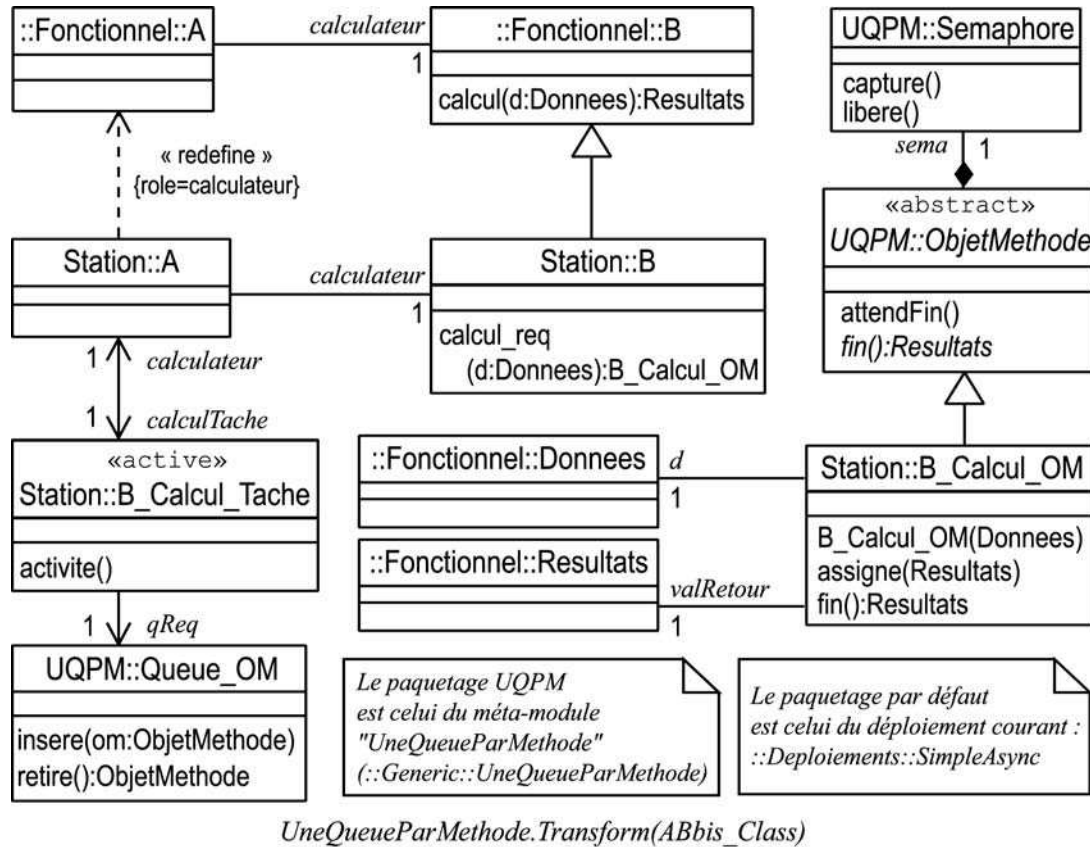 ::Fonctionnel::A
calculateur
1
::Fonctionnel::B
calcul(d:Donnees):Resultats
UQPM::Semaphore
capture()
libere()
sema
1
« redefine »
{role=calculateur}
«abstract»
UQPM::ObjetMethode
attendFin()
fin():Resultats
Station::A
calculateur
1
Station::B
calcul_req
(d:Donnees):B_Calcul_OM
1
calculateur
1
calculTache
«active»
Station::B_Calcul_Tache
activite()
::Fonctionnel::Donnees
d
1
Station::B_Calcul_OM
B_Calcul_OM(Donnees)
assigne(Resultats)
fin():Resultats
::Fonctionnel::Resultats
valRetour
1
1
qReq
UQPM::Queue_OM
insere(om:ObjetMethode)
retire():ObjetMethode
Le paquetage UQPM
est celui du méta-module
"UneQueueParMethode"
(::Generic::UneQueueParMethode)
Le paquetage par défaut
est celui du déploiement courant :
::Deploiements::SimpleAsync
UneQueueParMethode.Transform(ABbis_Class)